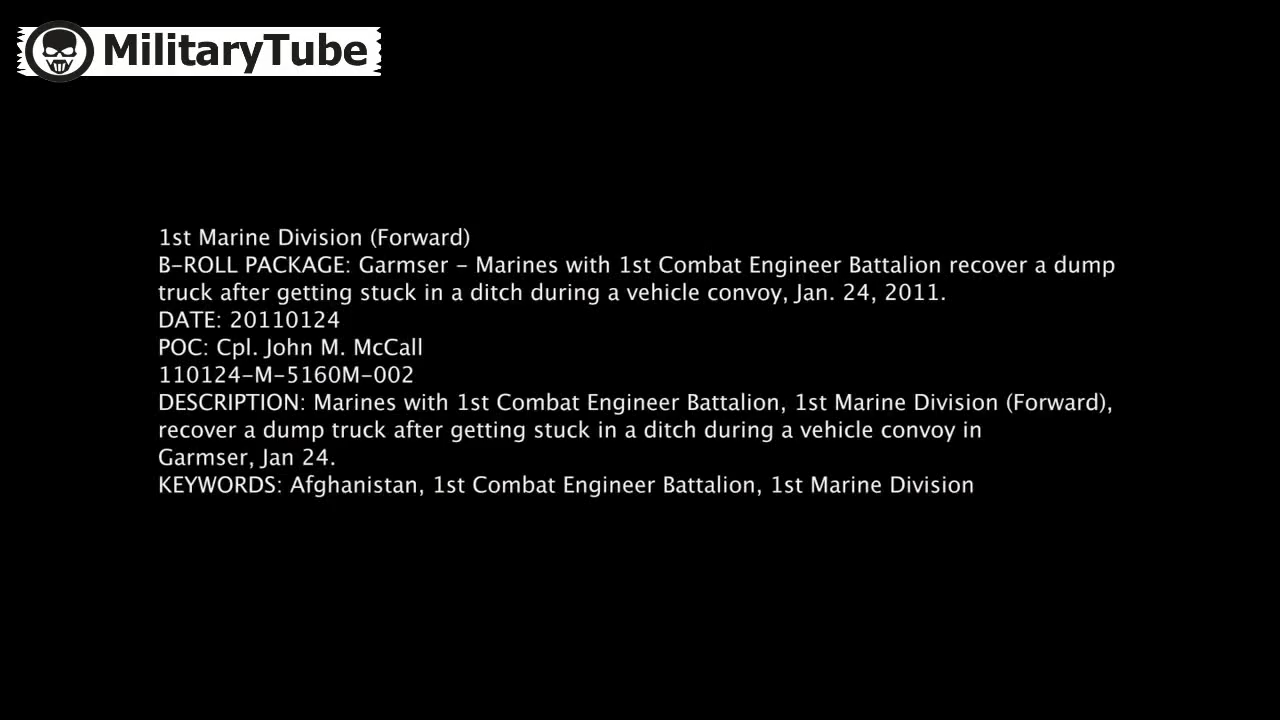 MilitaryTube
1st Marine Division (Forward)
B-ROLL PACKAGE: Garmser - Marines with 1st Combat Engineer Battalion recover a dump
truck after getting stuck in a ditch during a vehicle convoy, Jan. 24, 2011.
DATE: 20110124
POC: Cpl. John M. McCall
110124-M-5160M-002
DESCRIPTION: Marines with 1st Combat Engineer Battalion, 1st Marine Division (Forward),
recover a dump truck after getting stuck in a ditch during a vehicle convoy in
Garmser, Jan 24.
KEYWORDS: Afghanistan, 1st Combat Engineer Battalion, 1st Marine Division